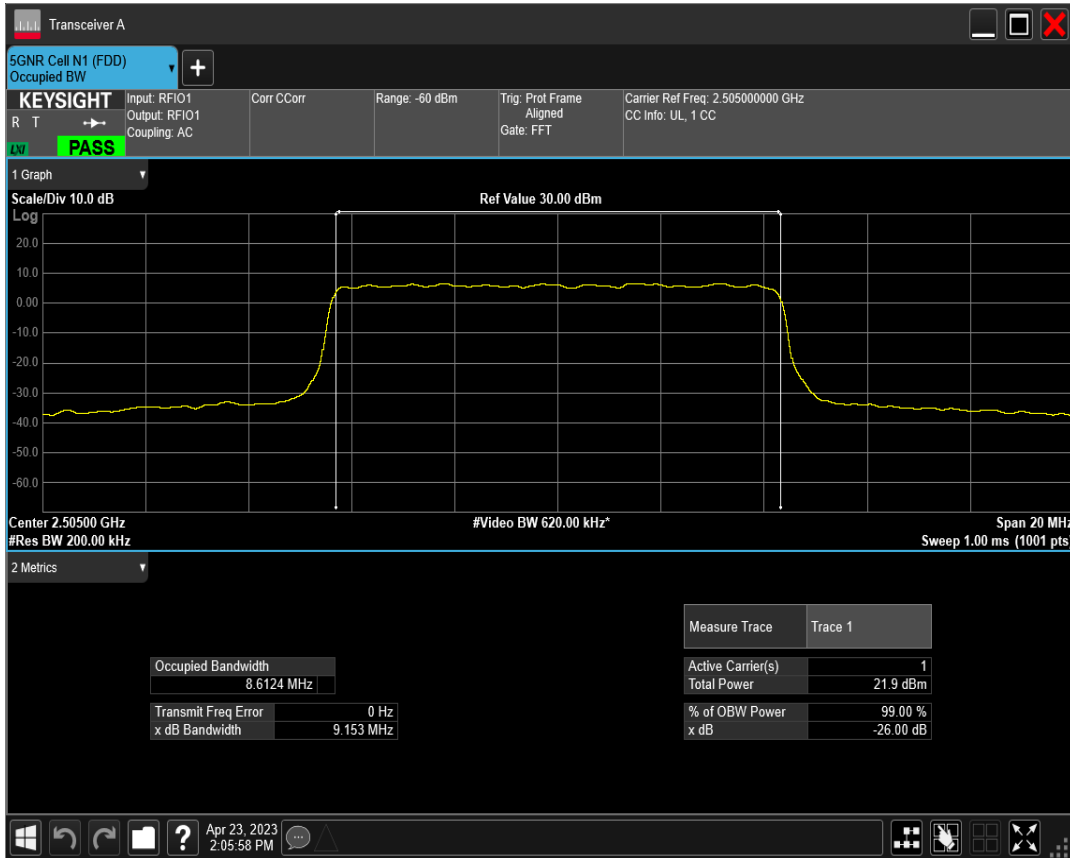 Transceiver A
5GNR Cell N1 (FDD)
Occupied BW
+
KEYSIGHT
R T
LXI
PASS
Input: RFIO1
Output: RFIO1
Coupling: AC
Corr CCorr
Range: -60 dBm
Trig: Prot Frame
Aligned
Gate: FFT
Carrier Ref Freq: 2.505000000 GHz
CC Info: UL, 1 CC
1 Graph
Scale/Div 10.0 dB
Ref Value 30.00 dBm
Log
20.0
10.0
0.00
-10.0
-20.0
-30.0
-40.0
-50.0
-60.0
Center 2.50500 GHz
#Video BW 620.00 kHz*
Span 20 MHz
#Res BW 200.00 kHz
Sweep 1.00 ms (1001 pts)
2 Metrics
Measure Trace Trace 1
Occupied Bandwidth
8.6124 MHz
Active Carrier(s) 1
Total Power 21.9 dBm
Transmit Freq Error 0 Hz
x dB Bandwidth 9.153 MHz
% of OBW Power 99.00 %
x dB -26.00 dB
?
Apr 23, 2023
2:05:58 PM